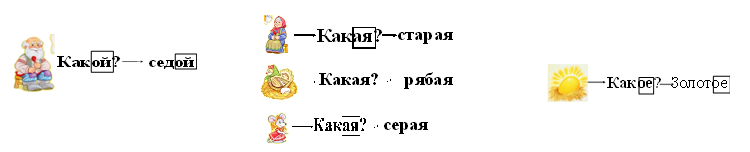 Какой? — седой
Какая? — старая
Какая? рябая
Какая? серая
Какое? — Золотое